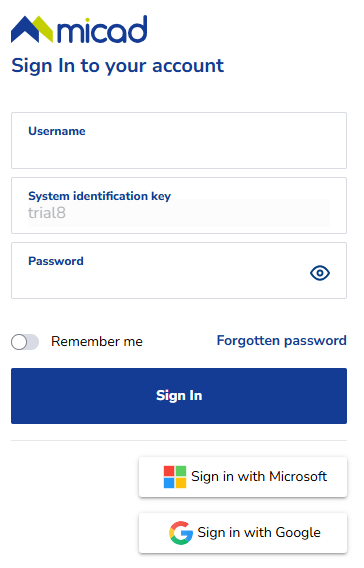 micad
Sign In to your account
Username
System identification key
trial8
Password
Remember me
Forgotten password
Sign In
Sign in with Microsoft
Sign in with Google